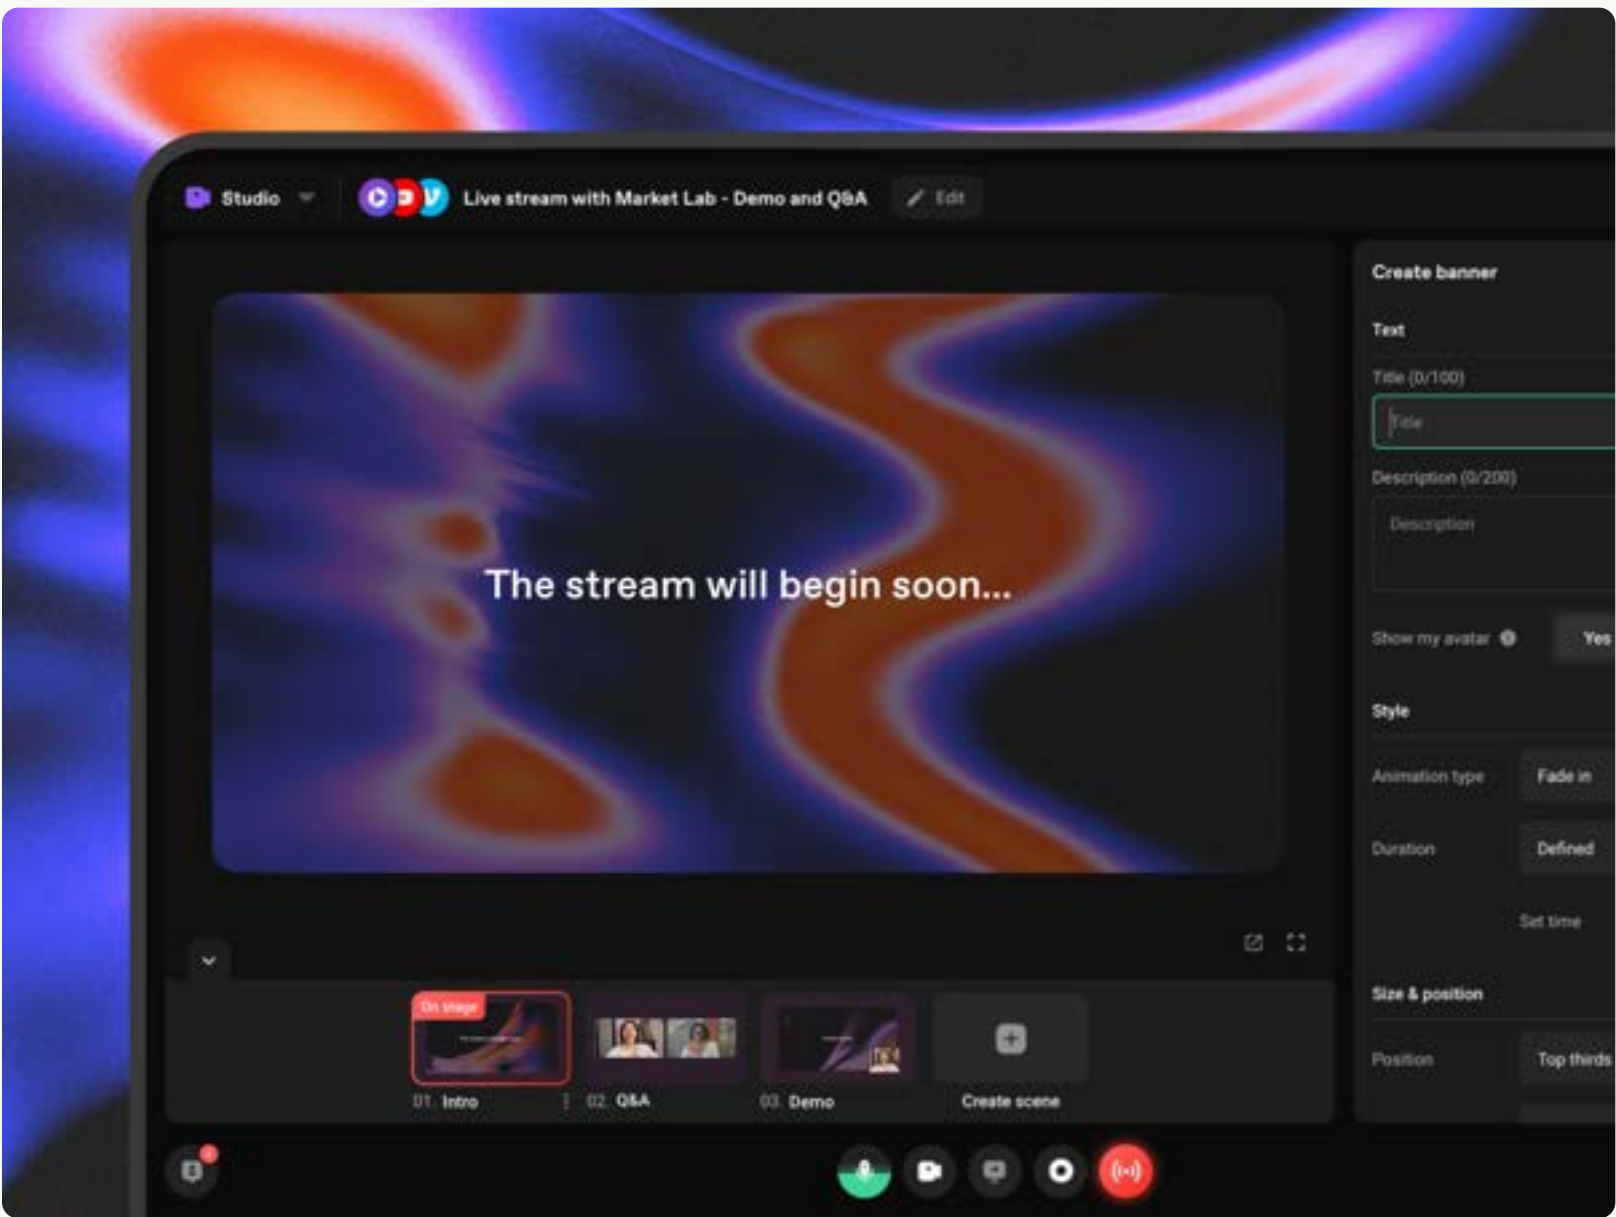 Studio
Live stream with Market Lab - Demo and Q&A
Edit
The stream will begin soon...
On stage
01. Intro
02. Q&A
03. Demo
Create scene
Create banner
Text
Title (0/100)
Title
Description (0/200)
Description
Show my avatar
Yes
Style
Animation type
Fade in
Duration
Defined
Set time
Size & position
Position
Top thirds